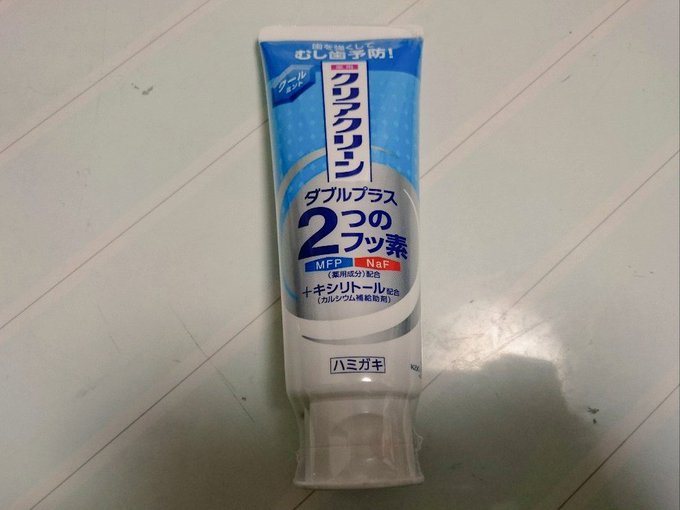 歯を強くして
むし歯予防!
クール
ミント
薬用
クリアクリーン
ダブルプラス
2つの
フッ素
MFP NaF
(薬用成分)配合
+キシリトール配合
(カルシウム補給助剤)
ハミガキ